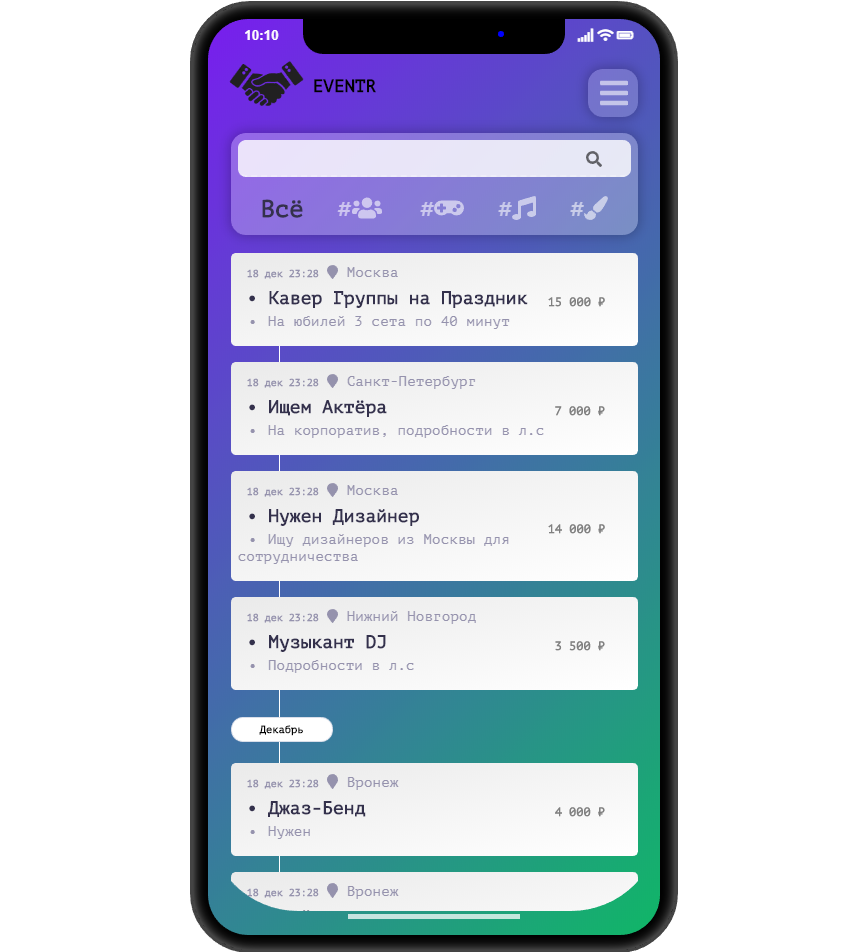 10:10
EVENTR
Всё # # # #
18 дек 23:28 Москва
• Кавер Группы на Праздник 15 000 ₽
• На юбилей 3 сета по 40 минут
18 дек 23:28 Санкт-Петербург
• Ищем Актёра 7 000 ₽
• На корпоратив, подробности в л.с
18 дек 23:28 Москва
• Нужен Дизайнер 14 000 ₽
• Ищу дизайнеров из Москвы для
сотрудничества
18 дек 23:28 Нижний Новгород
• Музыкант DJ 3 500 ₽
• Подробности в л.с
Декабрь
18 дек 23:28 Вронеж
• Джаз-Бенд 4 000 ₽
• Нужен
18 дек 23:28 Вронеж